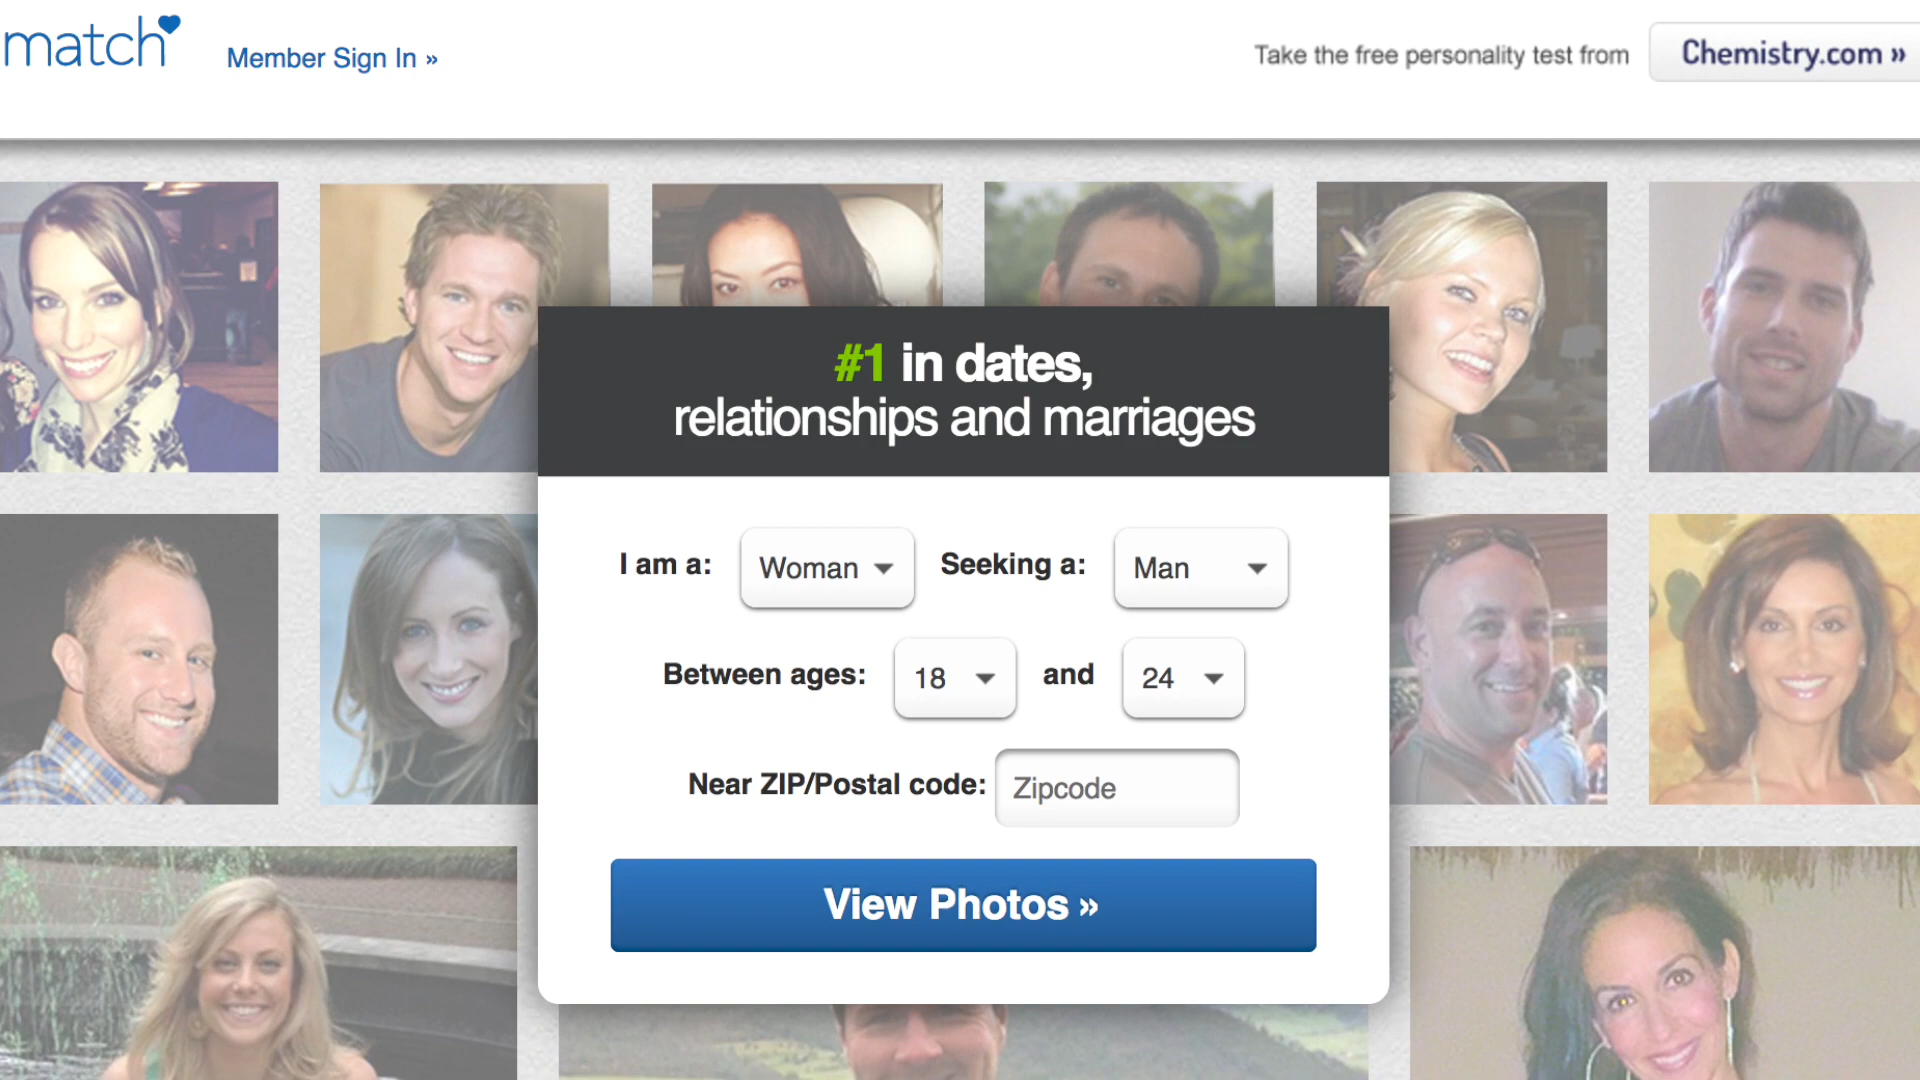 match
Member Sign In »
Take the free personality test from
Chemistry.com »
#1 in dates,
relationships and marriages
I am a: Woman Seeking a: Man
Between ages: 18 and 24
Near ZIP/Postal code: Zipcode
View Photos »